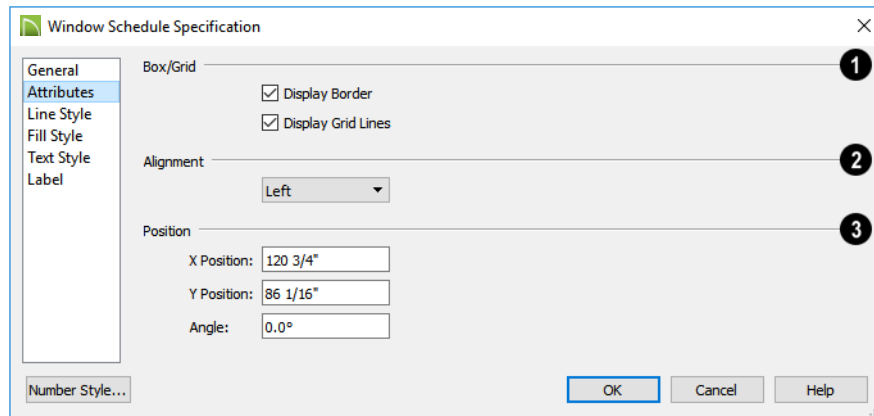 Window Schedule Specification
General
Attributes
Line Style
Fill Style
Text Style
Label
Box/Grid
1
Display Border
Display Grid Lines
Alignment
2
Left
Position
3
X Position: 120 3/4"
Y Position: 86 1/16"
Angle: 0.0°
Number Style... OK Cancel Help